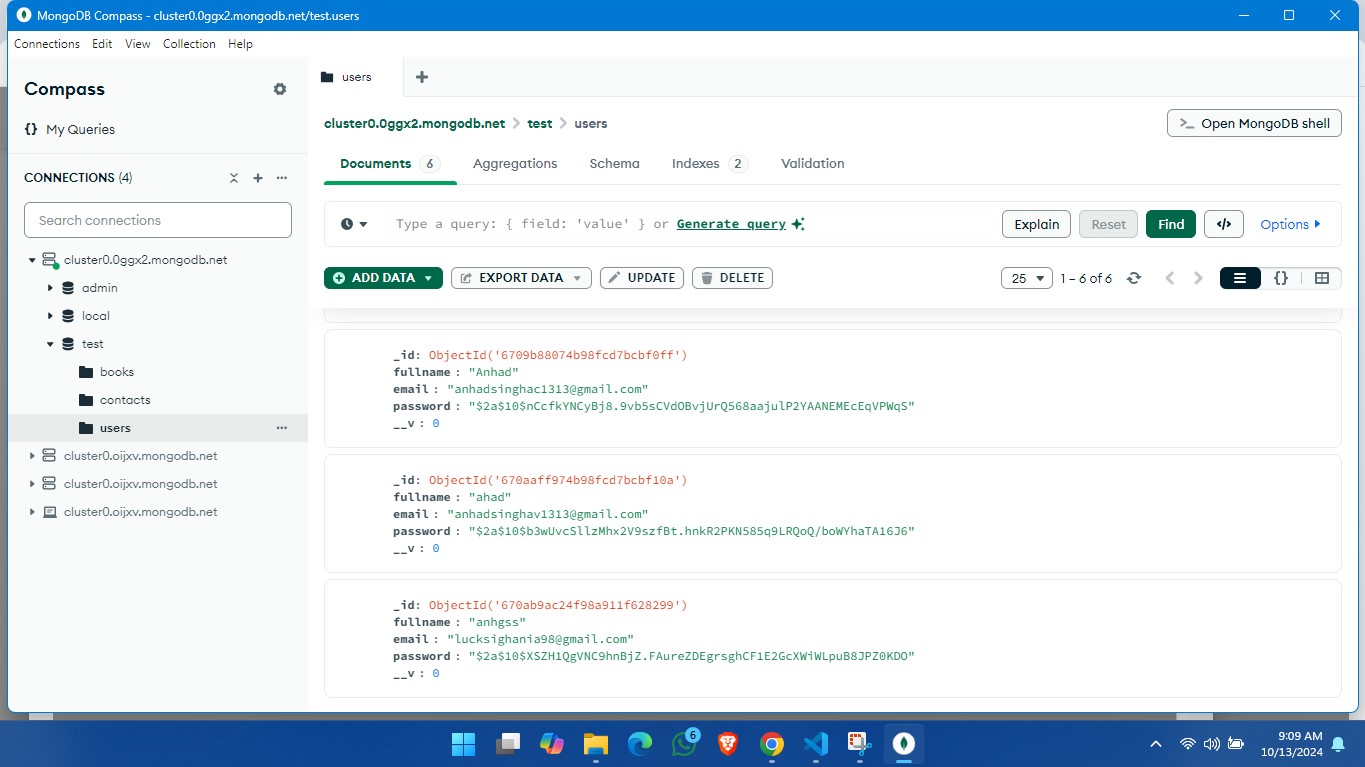 MongoDB Compass - cluster0.0ggx2.mongodb.net/test.users
Connections Edit View Collection Help
Compass
{} My Queries
CONNECTIONS (4)
Search connections
cluster0.0ggx2.mongodb.net
admin
local
test
books
contacts
users
cluster0.oijxv.mongodb.net
cluster0.oijxv.mongodb.net
cluster0.oijxv.mongodb.net
users
cluster0.0ggx2.mongodb.net > test > users
>_ Open MongoDB shell
Documents 6 Aggregations Schema Indexes 2 Validation
Type a query: { field: 'value' } or Generate query
Explain Reset Find </> Options
ADD DATA EXPORT DATA UPDATE DELETE
25 1 – 6 of 6 {}
_id: ObjectId('6709b88074b98fcd7bcbf0ff')
fullname : "Anhad"
email : "anhadsinghac1313@gmail.com"
password : "$2a$10$nCcfkYNCyBj8.9vb5sCVdOBvjUrQ568aajulP2YAANEMEcEqVPWqS"
__v : 0
_id: ObjectId('670aaff974b98fcd7bcbf10a')
fullname : "ahad"
email : "anhadsinghav1313@gmail.com"
password : "$2a$10$b3wUvcSllzMhx2V9szfBt.hnkR2PKN585q9LRQoQ/boWYhaTA16J6"
__v : 0
_id: ObjectId('670ab9ac24f98a911f628299')
fullname : "anhgss"
email : "lucksighania98@gmail.com"
password : "$2a$10$XSZH1QgVNC9hnBjZ.FAureZDEgrsghCF1E2GcXWiWLpuB8JPZ0KDO"
__v : 0
6
9:09 AM
10/13/2024